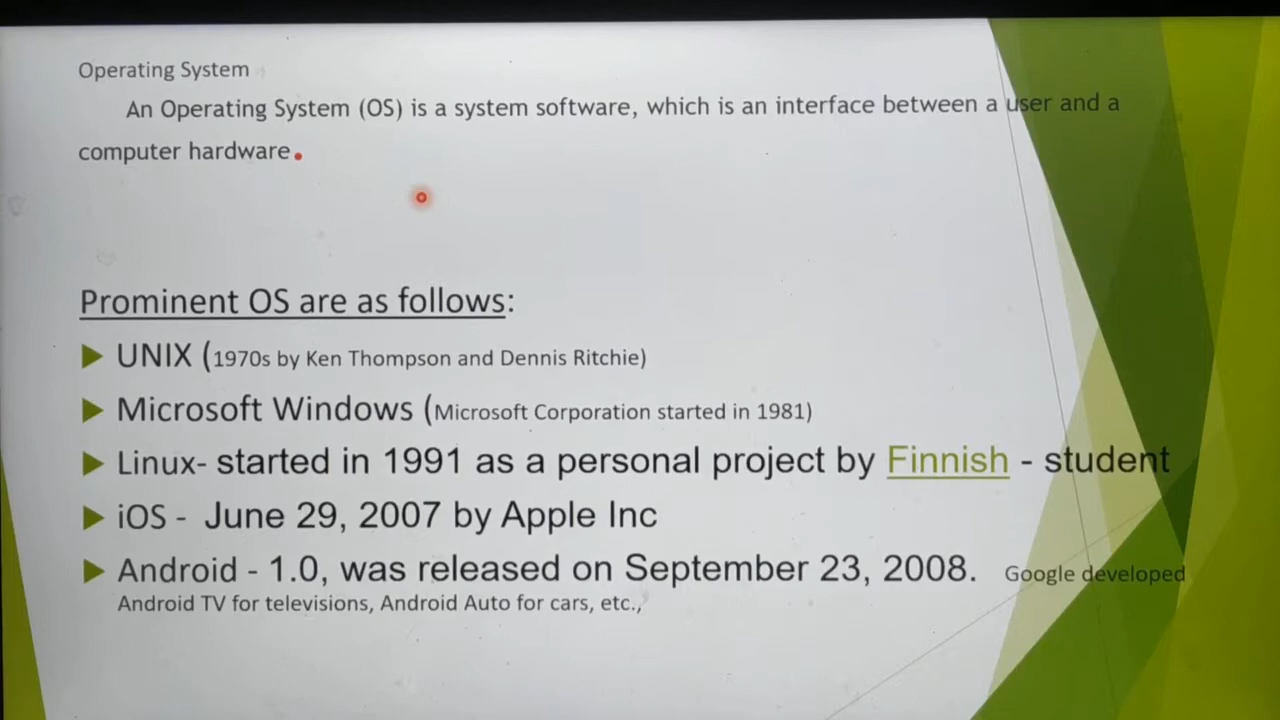 Operating System
An Operating System (OS) is a system software, which is an interface between a user and a
computer hardware.
Prominent OS are as follows:
UNIX (1970s by Ken Thompson and Dennis Ritchie)
Microsoft Windows (Microsoft Corporation started in 1981)
Linux- started in 1991 as a personal project by Finnish - student
iOS - June 29, 2007 by Apple Inc
Android - 1.0, was released on September 23, 2008. Google developed
Android TV for televisions, Android Auto for cars, etc.,